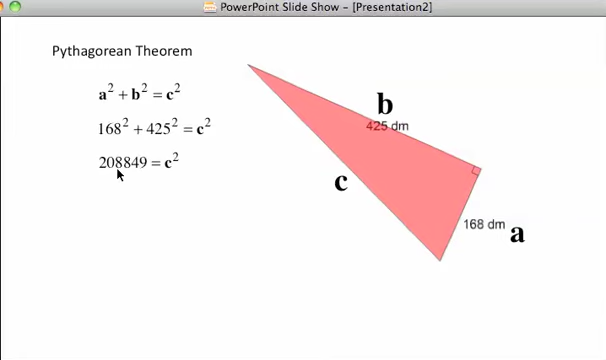 PowerPoint Slide Show - [Presentation2]
Pythagorean Theorem
a² + b² = c²
168² + 425² = c²
208849 = c²
b
425 dm
c
168 dm
a